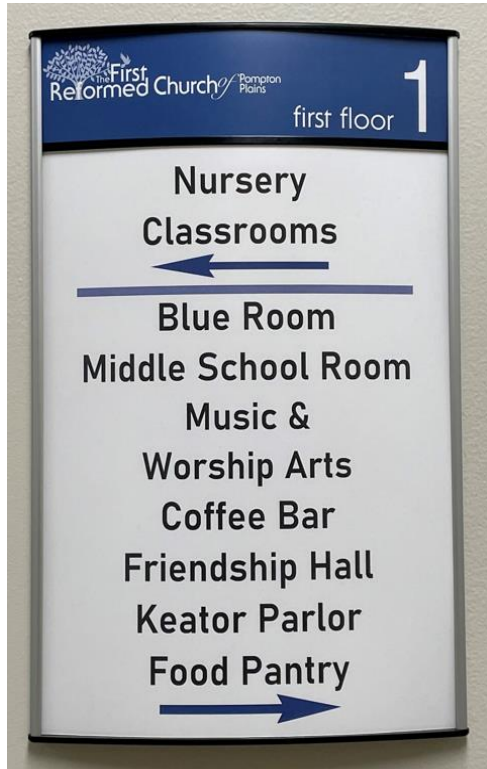 The First
Reformed Church of Pompton Plains
first floor 1
Nursery
Classrooms
Blue Room
Middle School Room
Music &
Worship Arts
Coffee Bar
Friendship Hall
Keator Parlor
Food Pantry